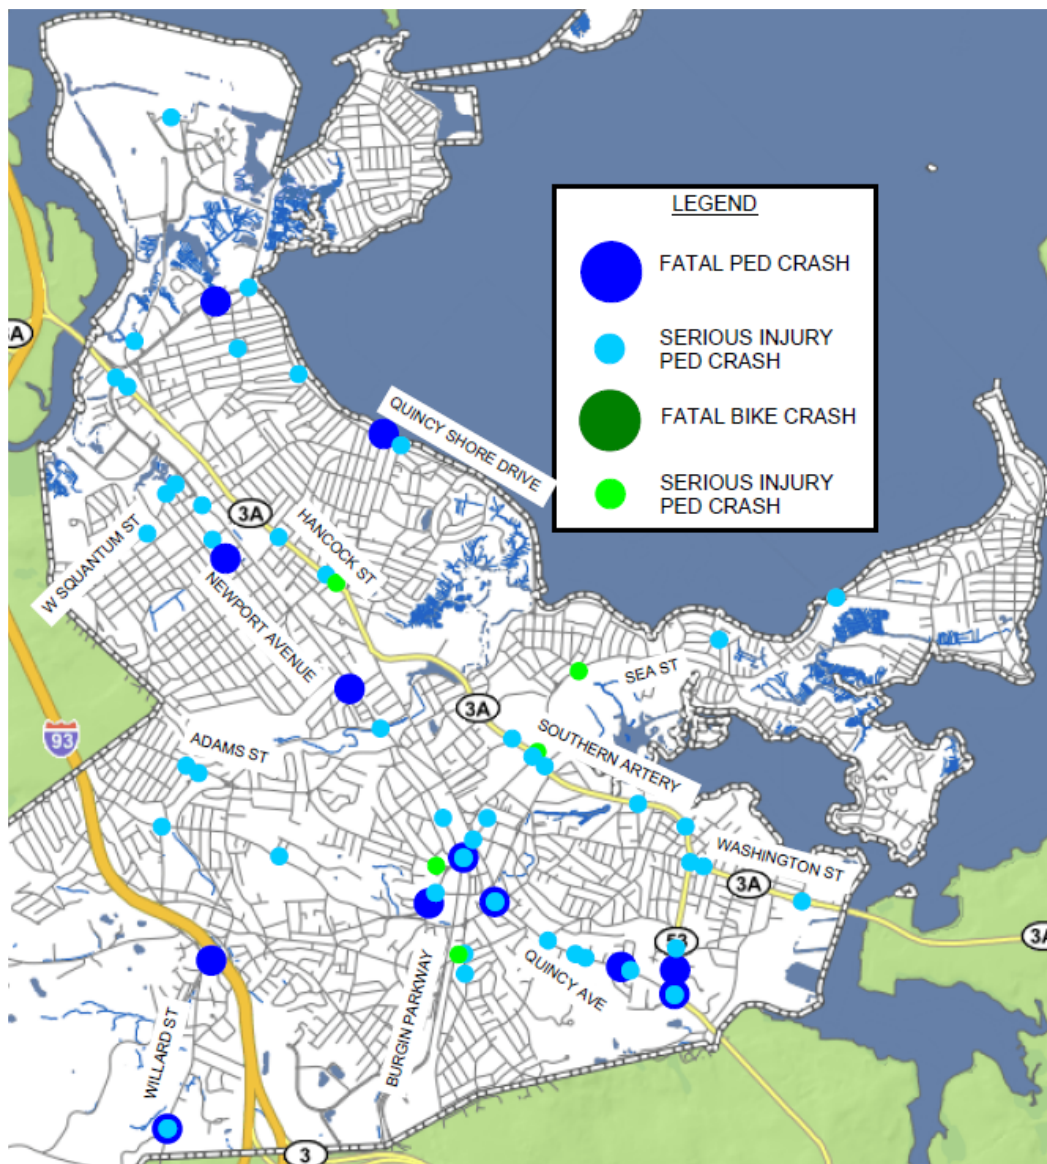 LEGEND
FATAL PED CRASH
SERIOUS INJURY
PED CRASH
FATAL BIKE CRASH
SERIOUS INJURY
PED CRASH
QUINCY SHORE DRIVE
3A
HANCOCK ST
W SQUANTUM ST
NEWPORT AVENUE
SEA ST
3A
93
ADAMS ST
SOUTHERN ARTERY
WASHINGTON ST
3A
3A
QUINCY AVE
BURGIN PARKWAY
WILLARD ST
3